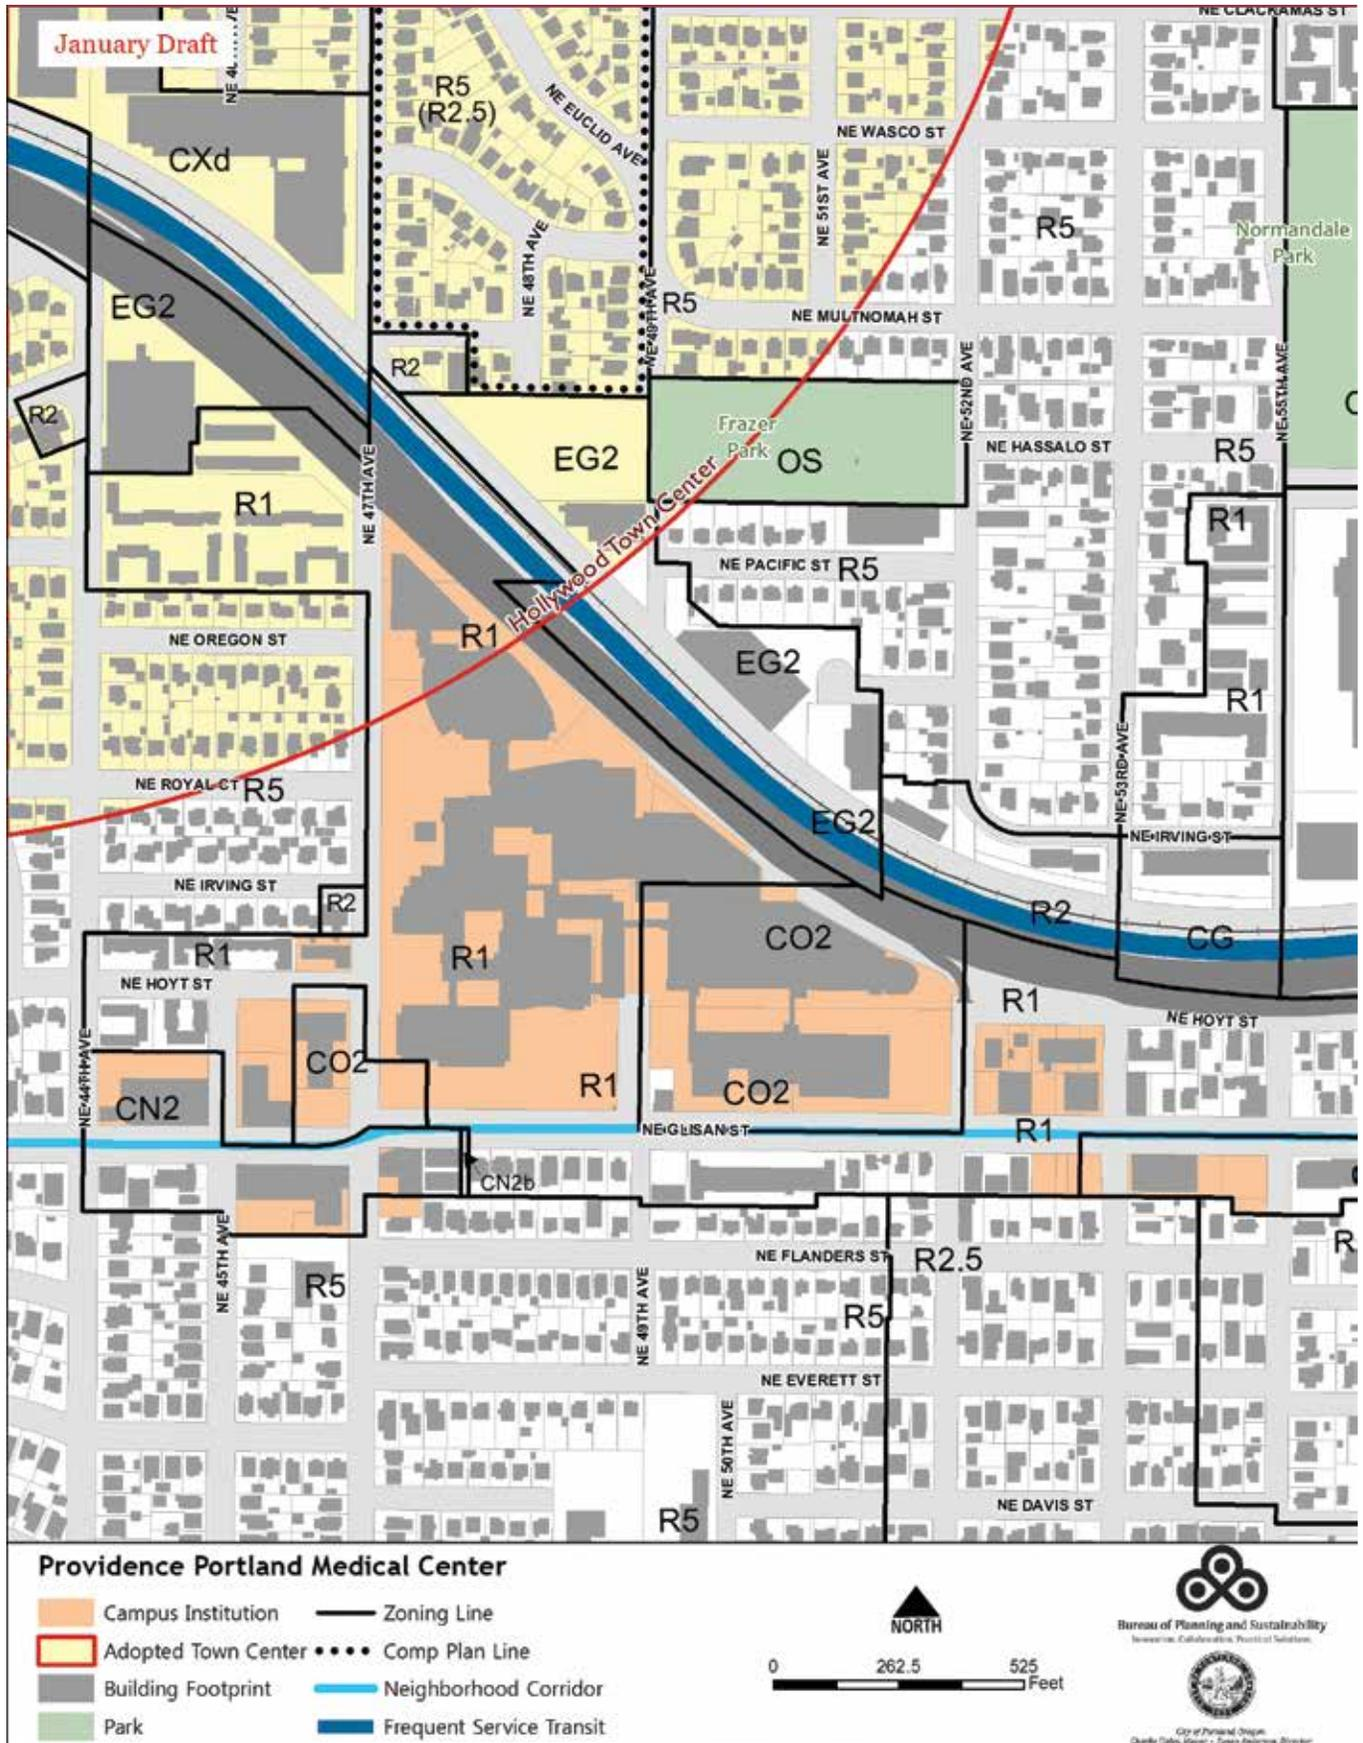 NE CLACKAMAS ST
January Draft
R5
(R2.5)
NE EUCLID AVE
NE WASCO ST
CXd
NE 51ST AVE
R5
Normandale
Park
NE 48TH AVE
NE 49TH AVE
R5
EG2
NE MULTNOMAH ST
R2
NE 52ND AVE
NE 55TH AVE
R2
Frazer
Park
EG2
OS
NE HASSALO ST
R5
NE 47TH AVE
R1
Hollywood Town Center
R1
NE PACIFIC ST
R5
NE OREGON ST
R1
EG2
R1
NE ROYAL CT
R5
NE 53RD AVE
EG2
NE IRVING ST
NE IRVING ST
R2
R2
CG
R1
R1
CO2
NE HOYT ST
R1
NE HOYT ST
NE 44TH AVE
CO2
CN2
R1
CO2
NE GLISAN ST
R1
CN2b
NE 45TH AVE
NE FLANDERS ST
R2.5
R
R5
NE 49TH AVE
R5
NE EVERETT ST
NE 50TH AVE
R5
NE DAVIS ST
Providence Portland Medical Center
Campus Institution
Zoning Line
Adopted Town Center
Comp Plan Line
Building Footprint
Neighborhood Corridor
Park
Frequent Service Transit
NORTH
0 262.5 525
Feet
Bureau of Planning and Sustainability
Innovation. Collaboration. Practical Solutions.
City of Portland, Oregon